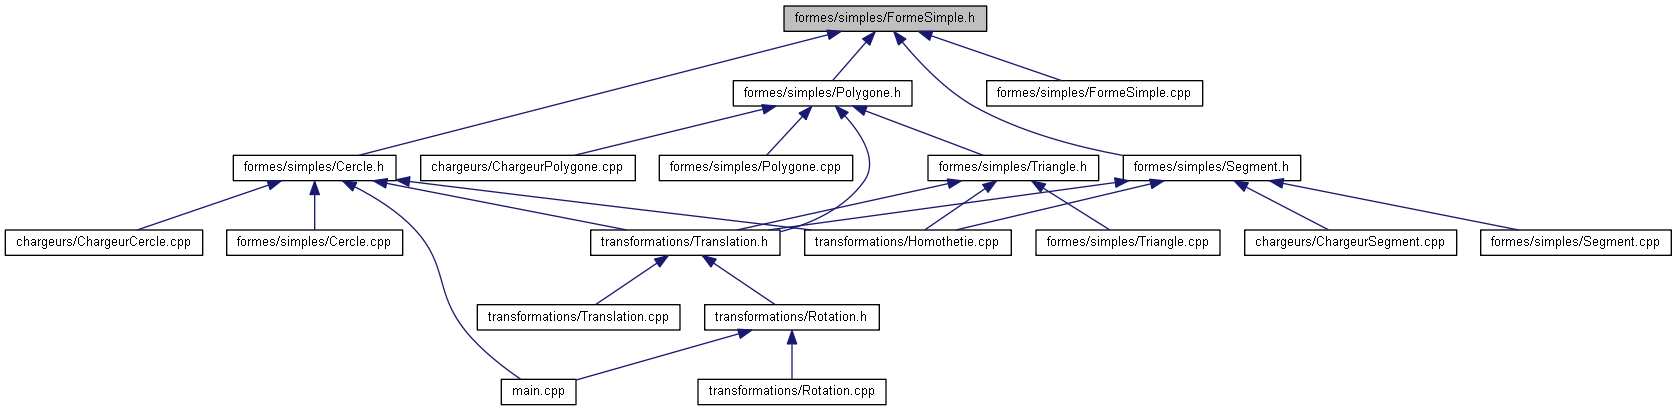 formes/simples/FormeSimple.h
formes/simples/Polygone.h
formes/simples/FormeSimple.cpp
formes/simples/Cercle.h
chargeurs/ChargeurPolygone.cpp
formes/simples/Polygone.cpp
formes/simples/Triangle.h
formes/simples/Segment.h
chargeurs/ChargeurCercle.cpp
formes/simples/Cercle.cpp
transformations/Translation.h
transformations/Homothetie.cpp
formes/simples/Triangle.cpp
chargeurs/ChargeurSegment.cpp
formes/simples/Segment.cpp
transformations/Translation.cpp
transformations/Rotation.h
main.cpp
transformations/Rotation.cpp